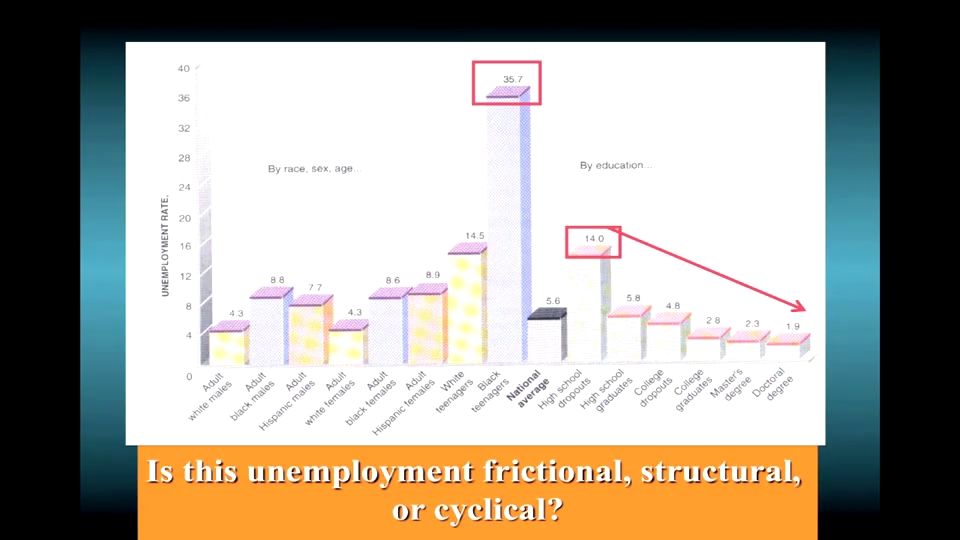 40
36
32
28
24
20
16
12
8
4
0
UNEMPLOYMENT RATE,
By race, sex, age...
By education...
4.3
8.8
7.7
4.3
8.6
8.9
14.5
35.7
5.6
14.0
5.8
4.8
2.8
2.3
1.9
Adult
white males
Adult
black males
Adult
Hispanic males
Adult
white females
Adult
black females
Adult
Hispanic females
White
teenagers
Black
teenagers
National
average
High school
dropouts
High school
graduates
College
dropouts
College
graduates
Master's
degree
Doctoral
degree
Is this unemployment frictional, structural,
or cyclical?